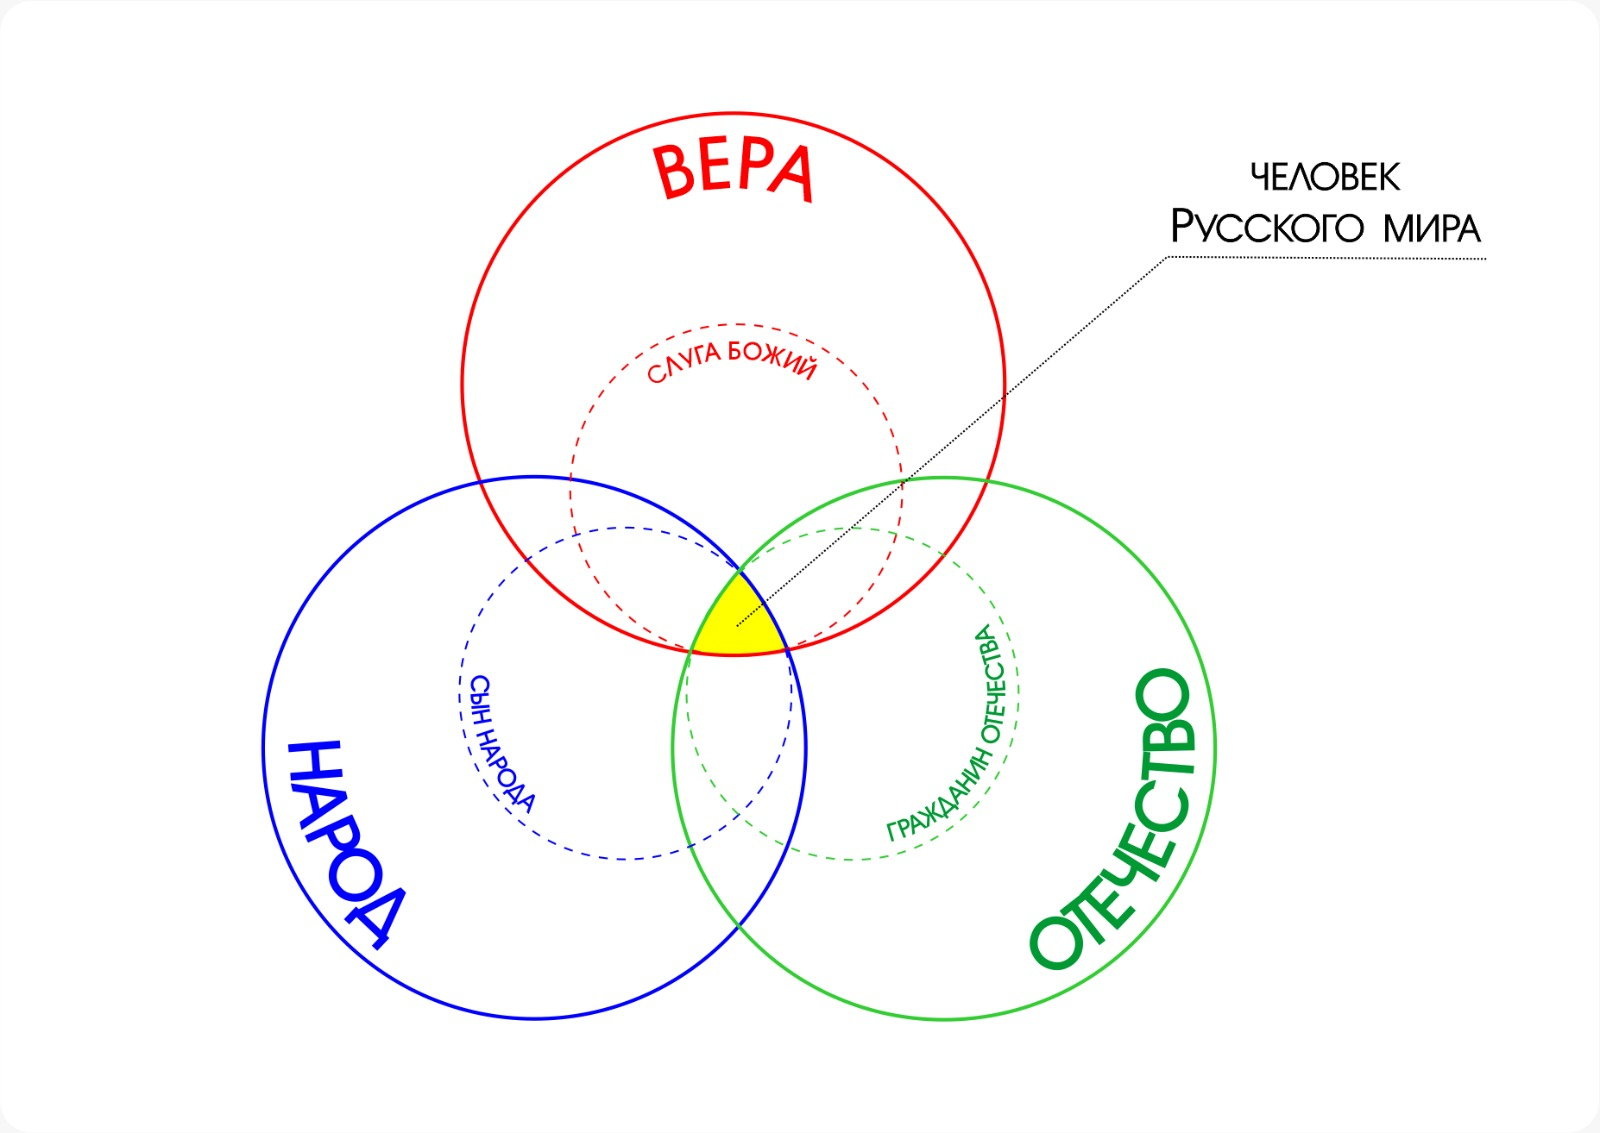 ВЕРА
ЧЕЛОВЕК
РУССКОГО МИРА
СЛУГА БОЖИЙ
СЫН НАРОДА
ГРАЖДАНИН ОТЕЧЕСТВА
НАРОД
ОТЕЧЕСТВО